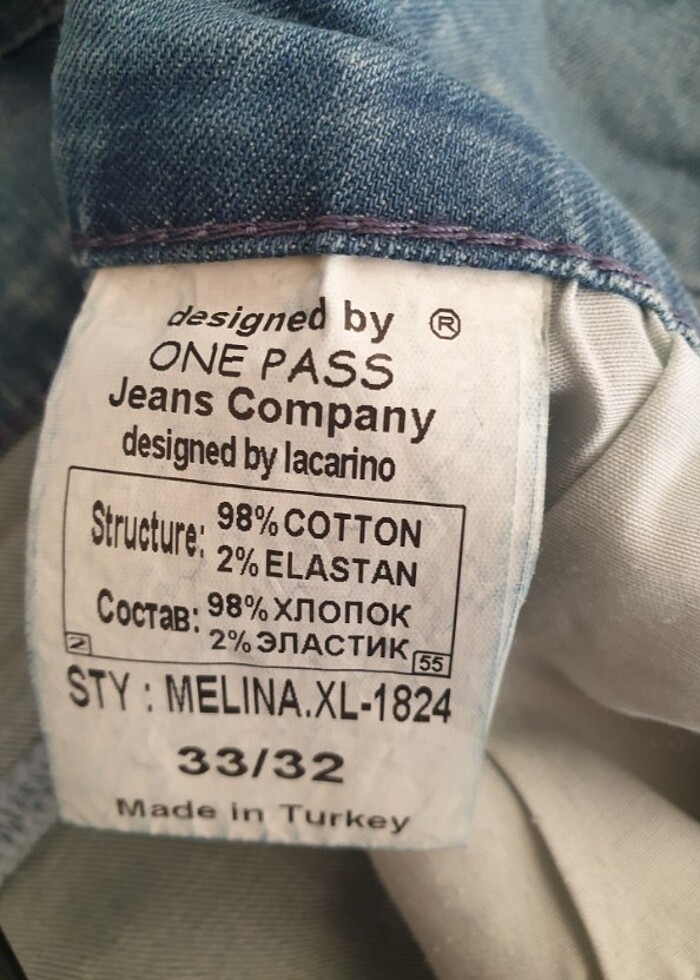 designed by ®
ONE PASS
Jeans Company
designed by lacarino
Structure: 98% COTTON
2% ELASTAN
Состав: 98% ХЛОПОК
2% ЭЛАСТИК
2
55
STY : MELINA.XL-1824
33/32
Made in Turkey